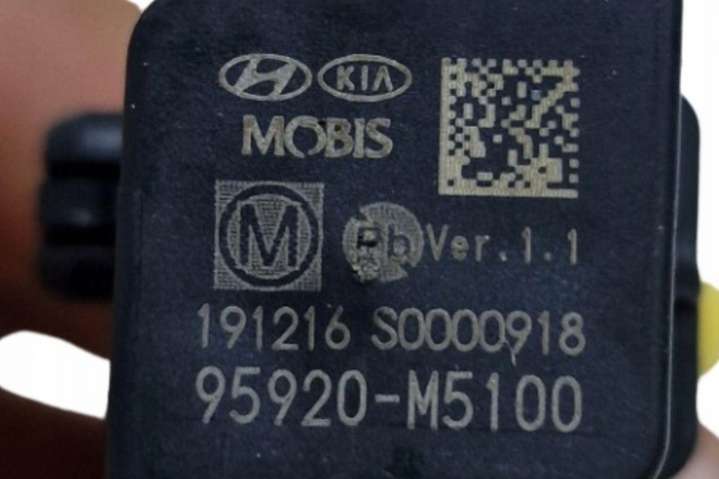 H KIA
MOBIS
M Pb Ver.1.1
191216 S0000918
95920-M5100